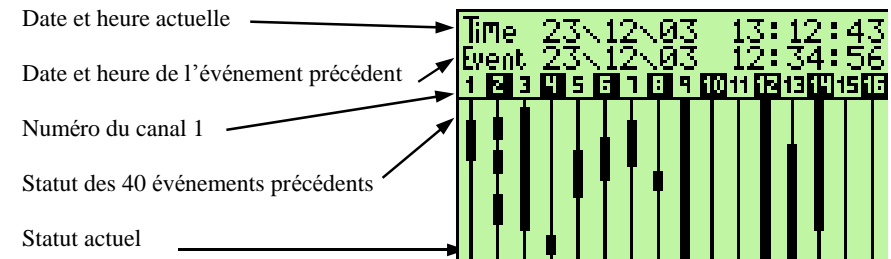 Date et heure actuelle
Time 23\12\03 13:12:43
Date et heure de l’événement précédent
Event 23\12\03 12:34:56
1 2 3 4 5 6 7 8 9 10 11 12 13 14 15 16
Numéro du canal 1
Statut des 40 événements précédents
Statut actuel